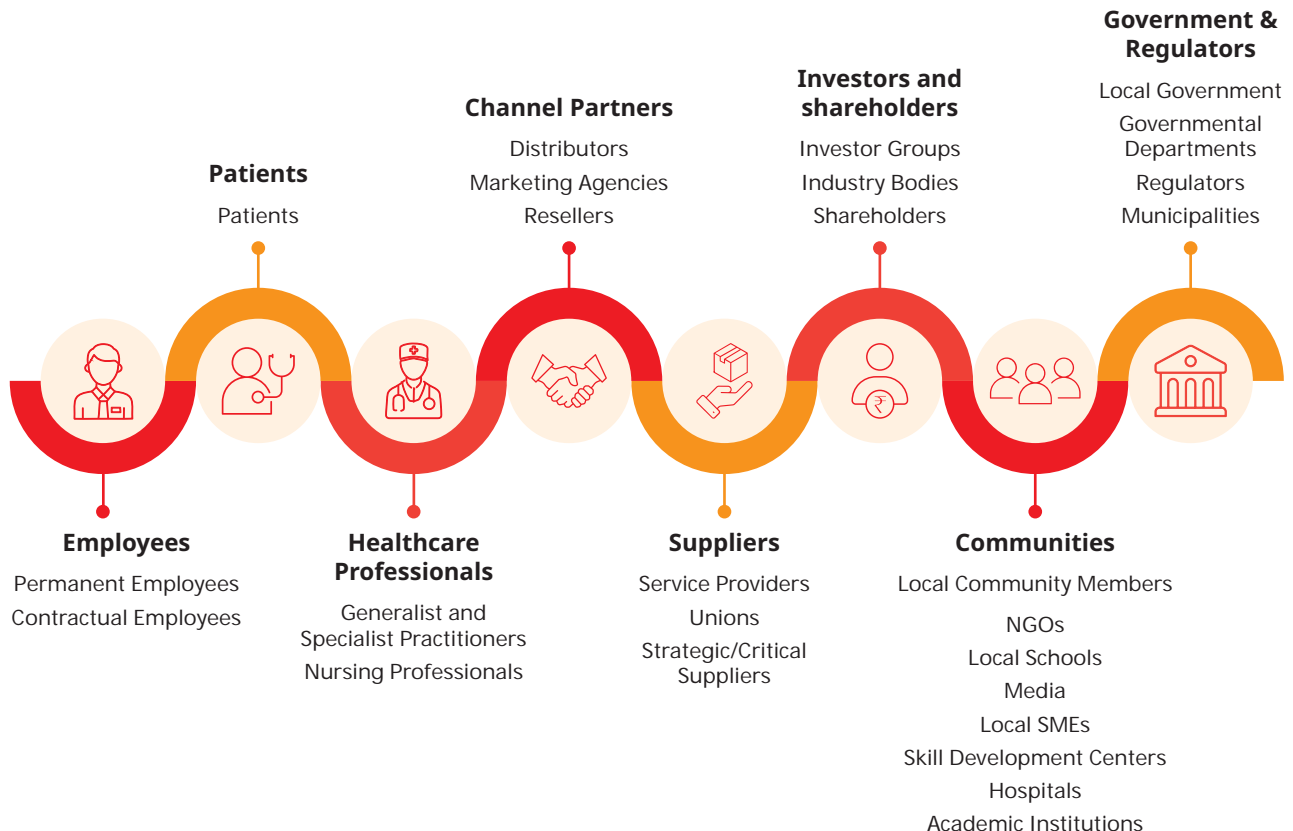 Employees
Permanent Employees
Contractual Employees
Patients
Patients
Healthcare
Professionals
Generalist and
Specialist Practitioners
Nursing Professionals
Channel Partners
Distributors
Marketing Agencies
Resellers
Suppliers
Service Providers
Unions
Strategic/Critical
Suppliers
Investors and
shareholders
Investor Groups
Industry Bodies
Shareholders
₹
Communities
Local Community Members
NGOs
Local Schools
Media
Local SMEs
Skill Development Centers
Hospitals
Academic Institutions
Government &
Regulators
Local Government
Governmental
Departments
Regulators
Municipalities